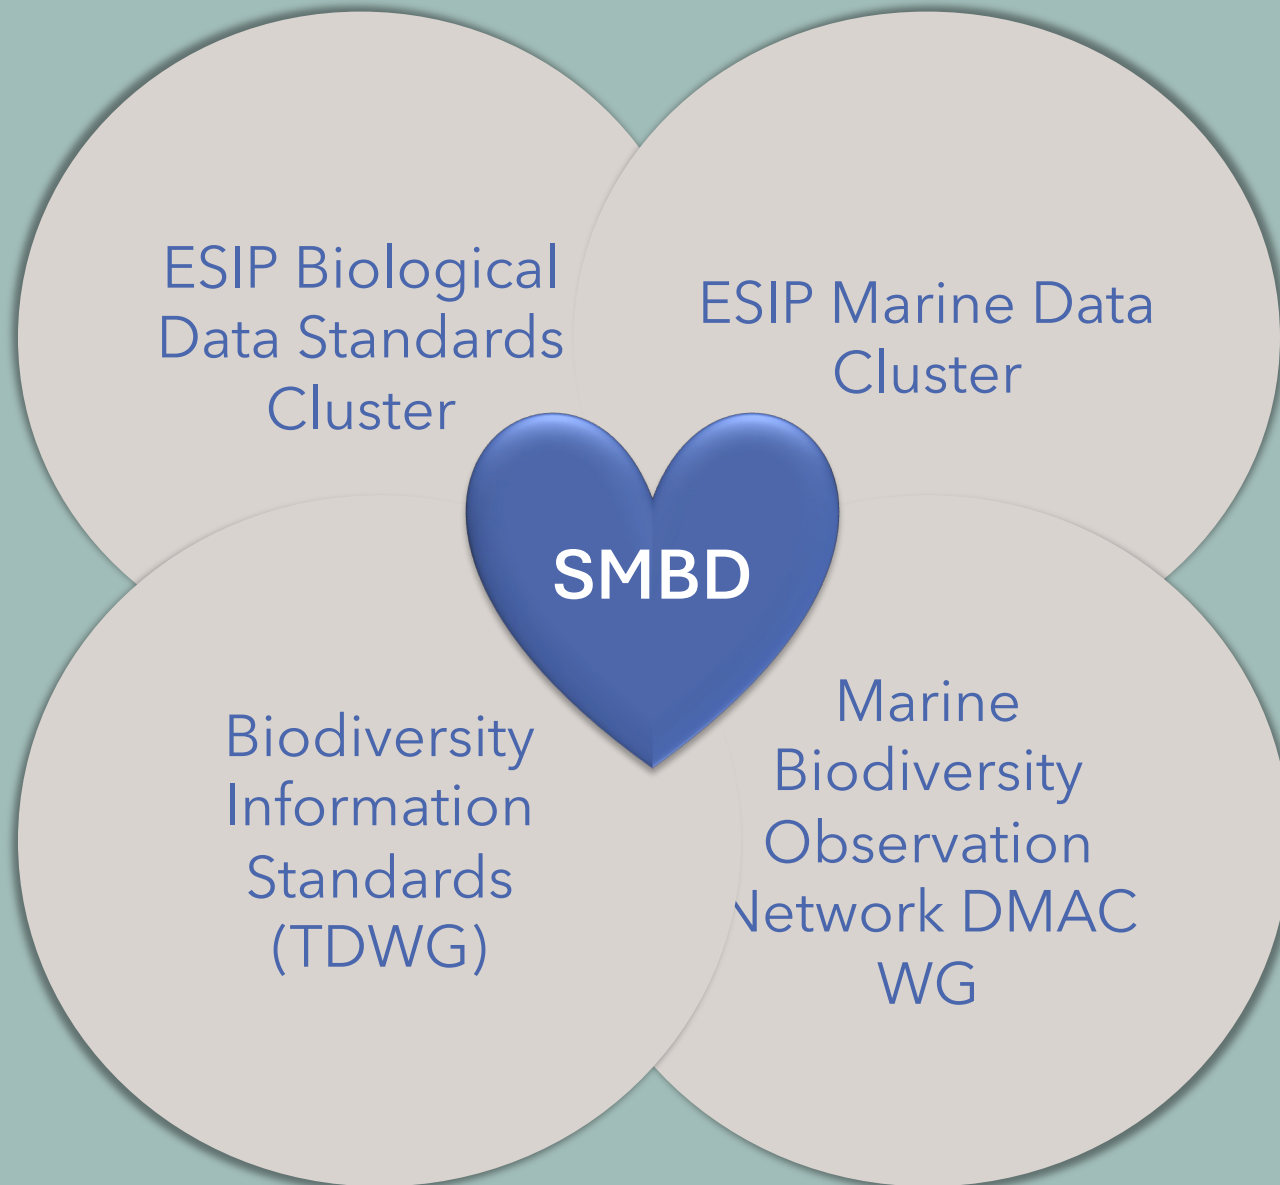 ESIP Biological
Data Standards
Cluster
ESIP Marine Data
Cluster
SMBD
Biodiversity
Information
Standards
(TDWG)
Marine
Biodiversity
Observation
Network DMAC
WG